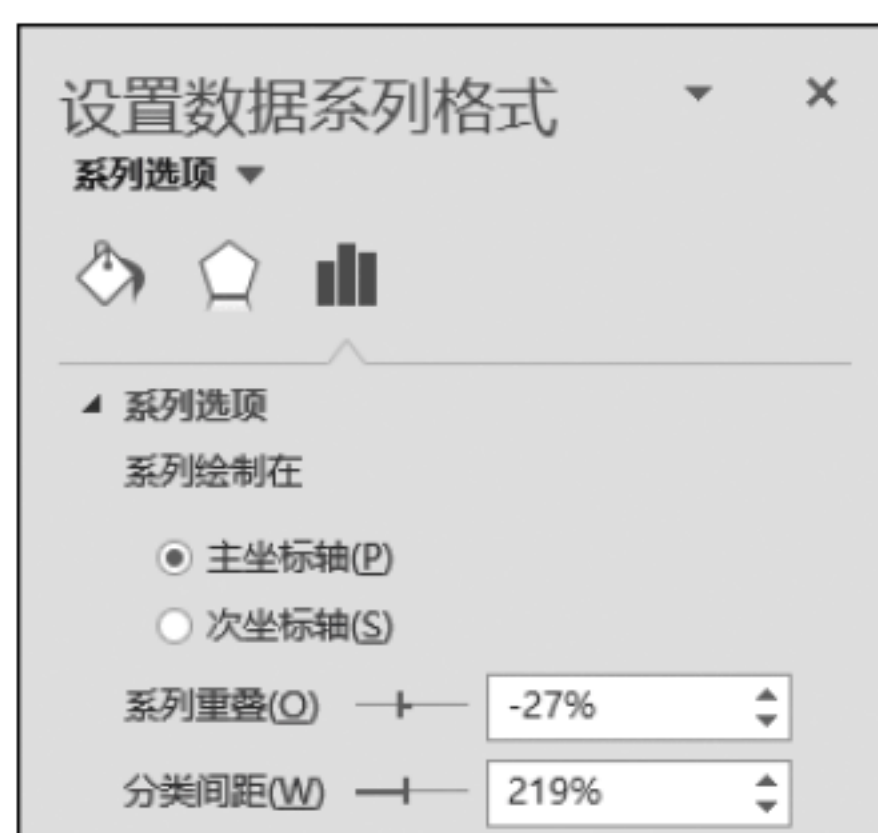 设置数据系列格式
系列选项
系列选项
系列绘制在
主坐标轴(P)
次坐标轴(S)
系列重叠(O) -27%
分类间距(W) 219%